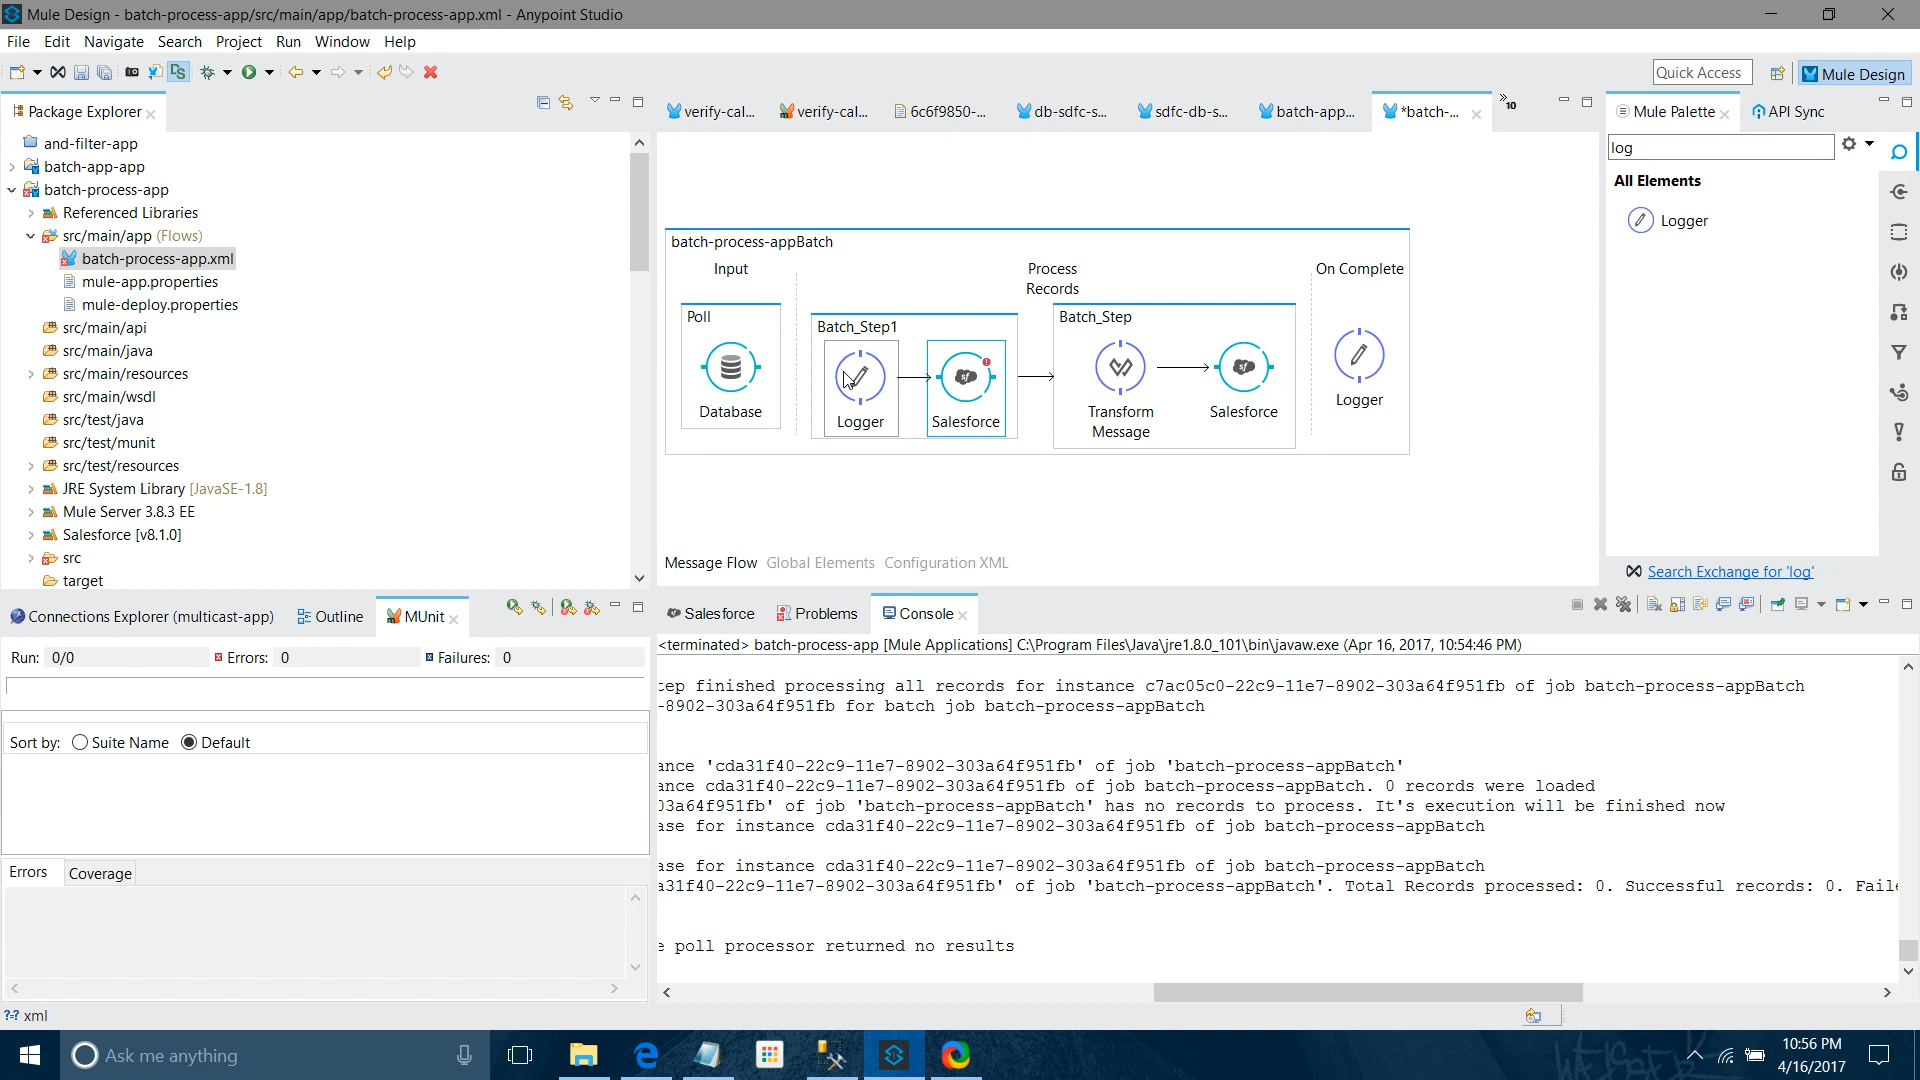 Mule Design - batch-process-app/src/main/app/batch-process-app.xml - Anypoint Studio
File Edit Navigate Search Project Run Window Help
Quick Access
Mule Design
Package Explorer
and-filter-app
batch-app-app
batch-process-app
Referenced Libraries
src/main/app (Flows)
batch-process-app.xml
mule-app.properties
mule-deploy.properties
src/main/api
src/main/java
src/main/resources
src/main/wsdl
src/test/java
src/test/munit
src/test/resources
JRE System Library [JavaSE-1.8]
Mule Server 3.8.3 EE
Salesforce [v8.1.0]
src
target
verify-cal...
verify-cal...
6c6f9850-...
db-sdfc-s...
sdfc-db-s...
batch-app...
*batch-...
10
batch-process-appBatch
Input
Process
Records
On Complete
Poll
Database
Batch_Step1
Logger
Salesforce
Batch_Step
Transform
Message
Salesforce
Logger
Message Flow Global Elements Configuration XML
Mule Palette
API Sync
log
All Elements
Logger
Search Exchange for 'log'
Connections Explorer (multicast-app)
Outline
MUnit
Run: 0/0
Errors: 0
Failures: 0
Sort by: Suite Name Default
Errors
Coverage
Salesforce
Problems
Console
<terminated> batch-process-app [Mule Applications] C:\Program Files\Java\jre1.8.0_101\bin\javaw.exe (Apr 16, 2017, 10:54:46 PM)
tep finished processing all records for instance c7ac05c0-22c9-11e7-8902-303a64f951fb of job batch-process-appBatch
-8902-303a64f951fb for batch job batch-process-appBatch
ance 'cda31f40-22c9-11e7-8902-303a64f951fb' of job 'batch-process-appBatch'
ance cda31f40-22c9-11e7-8902-303a64f951fb of job batch-process-appBatch. 0 records were loaded
03a64f951fb' of job 'batch-process-appBatch' has no records to process. It's execution will be finished now
ase for instance cda31f40-22c9-11e7-8902-303a64f951fb of job batch-process-appBatch
ase for instance cda31f40-22c9-11e7-8902-303a64f951fb of job batch-process-appBatch
a31f40-22c9-11e7-8902-303a64f951fb' of job 'batch-process-appBatch'. Total Records processed: 0. Successful records: 0. Faile
e poll processor returned no results
xml
Ask me anything
10:56 PM
4/16/2017